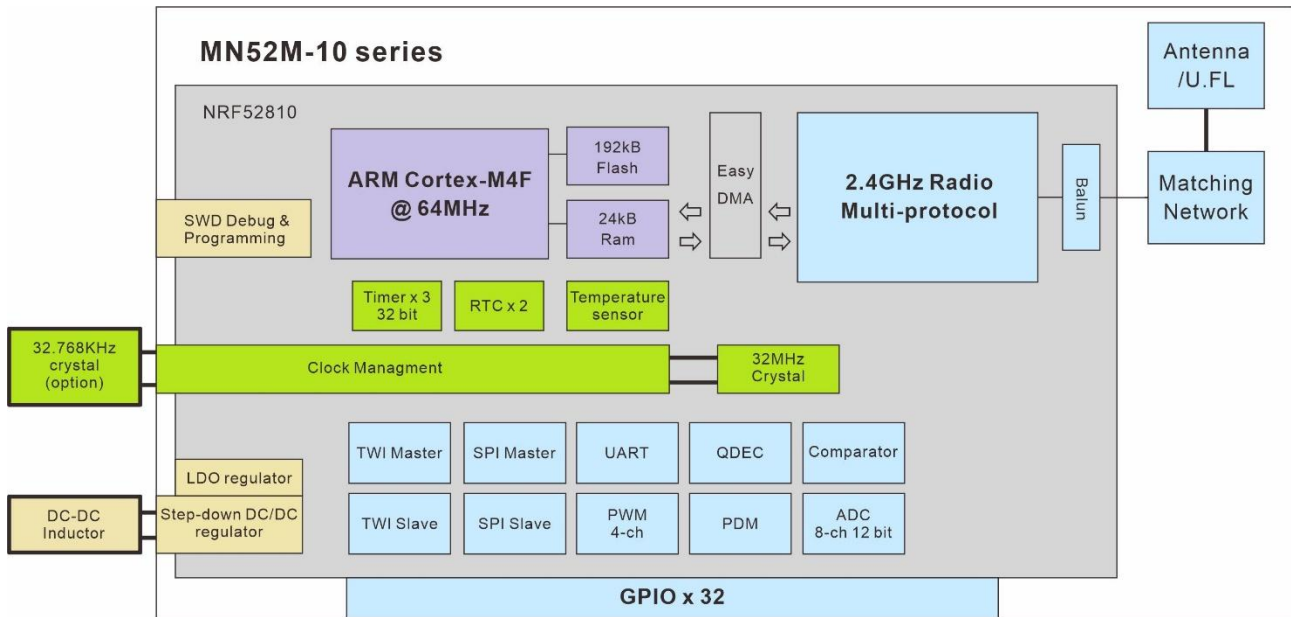 MN52M-10 series
Antenna
/U.FL
NRF52810
ARM Cortex-M4F
@ 64MHz
192kB
Flash
24kB
Ram
Easy
DMA
2.4GHz Radio
Multi-protocol
Balun
Matching
Network
SWD Debug &
Programming
Timer x 3
32 bit
RTC x 2
Temperature
sensor
32.768KHz
crystal
(option)
Clock Managment
32MHz
Crystal
TWI Master
SPI Master
UART
QDEC
Comparator
LDO regulator
DC-DC
Inductor
Step-down DC/DC
regulator
TWI Slave
SPI Slave
PWM
4-ch
PDM
ADC
8-ch 12 bit
GPIO x 32